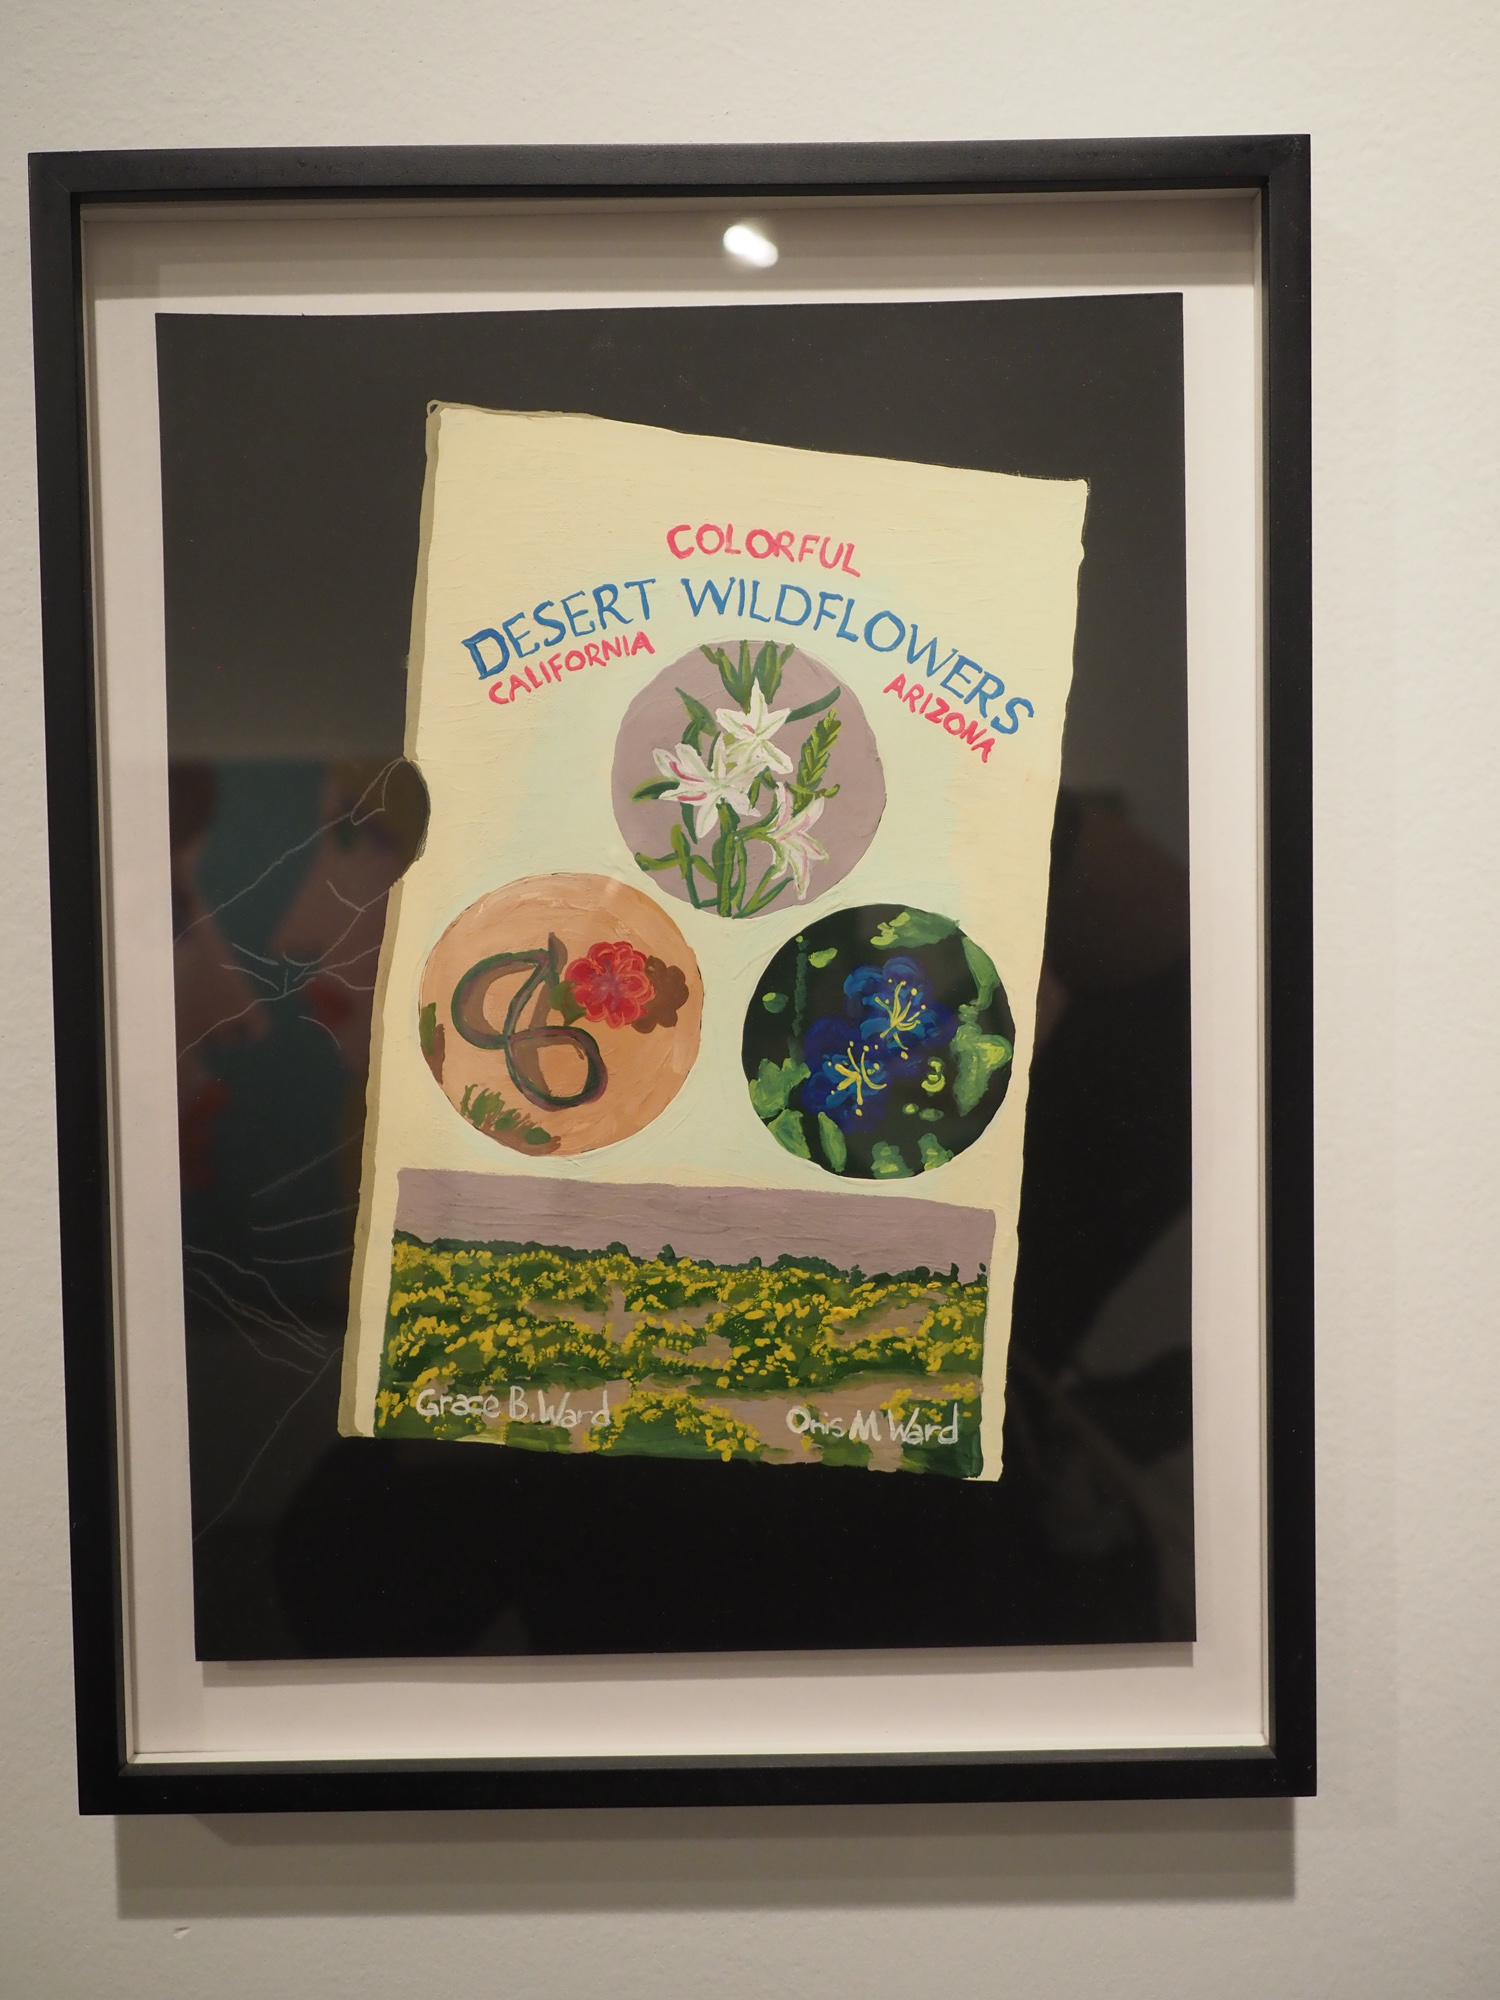 COLORFUL
DESERT WILDFLOWERS
CALIFORNIA
ARIZONA
Grace B. Ward
Onis M Ward